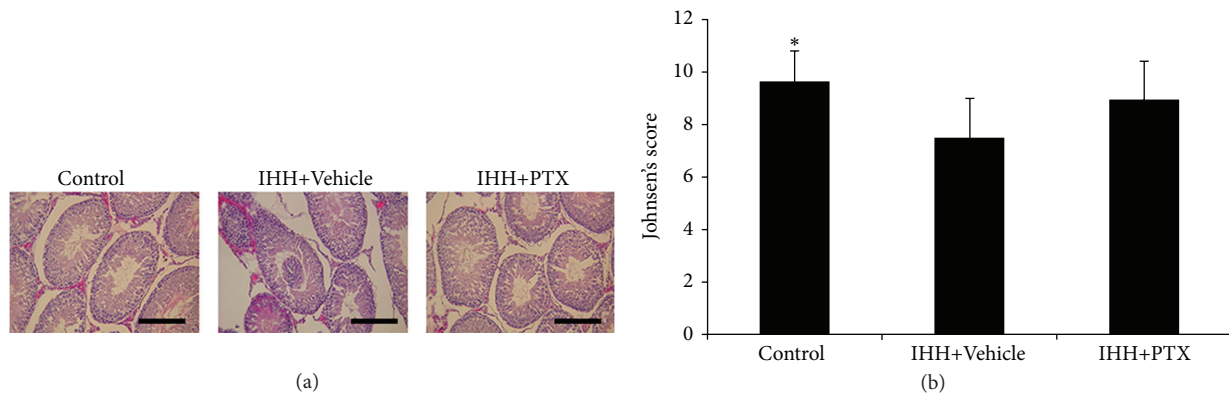 Control IHH+Vehicle IHH+PTX
(a)
Johnsen's score
12
10
8
6
4
2
0
*
Control IHH+Vehicle IHH+PTX
(b)